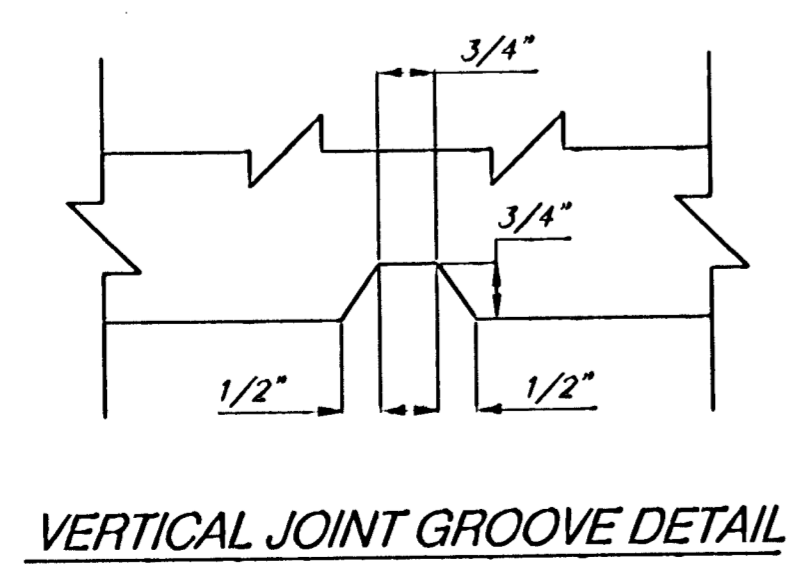 3/4"
3/4"
1/2" 1/2"
VERTICAL JOINT GROOVE DETAIL